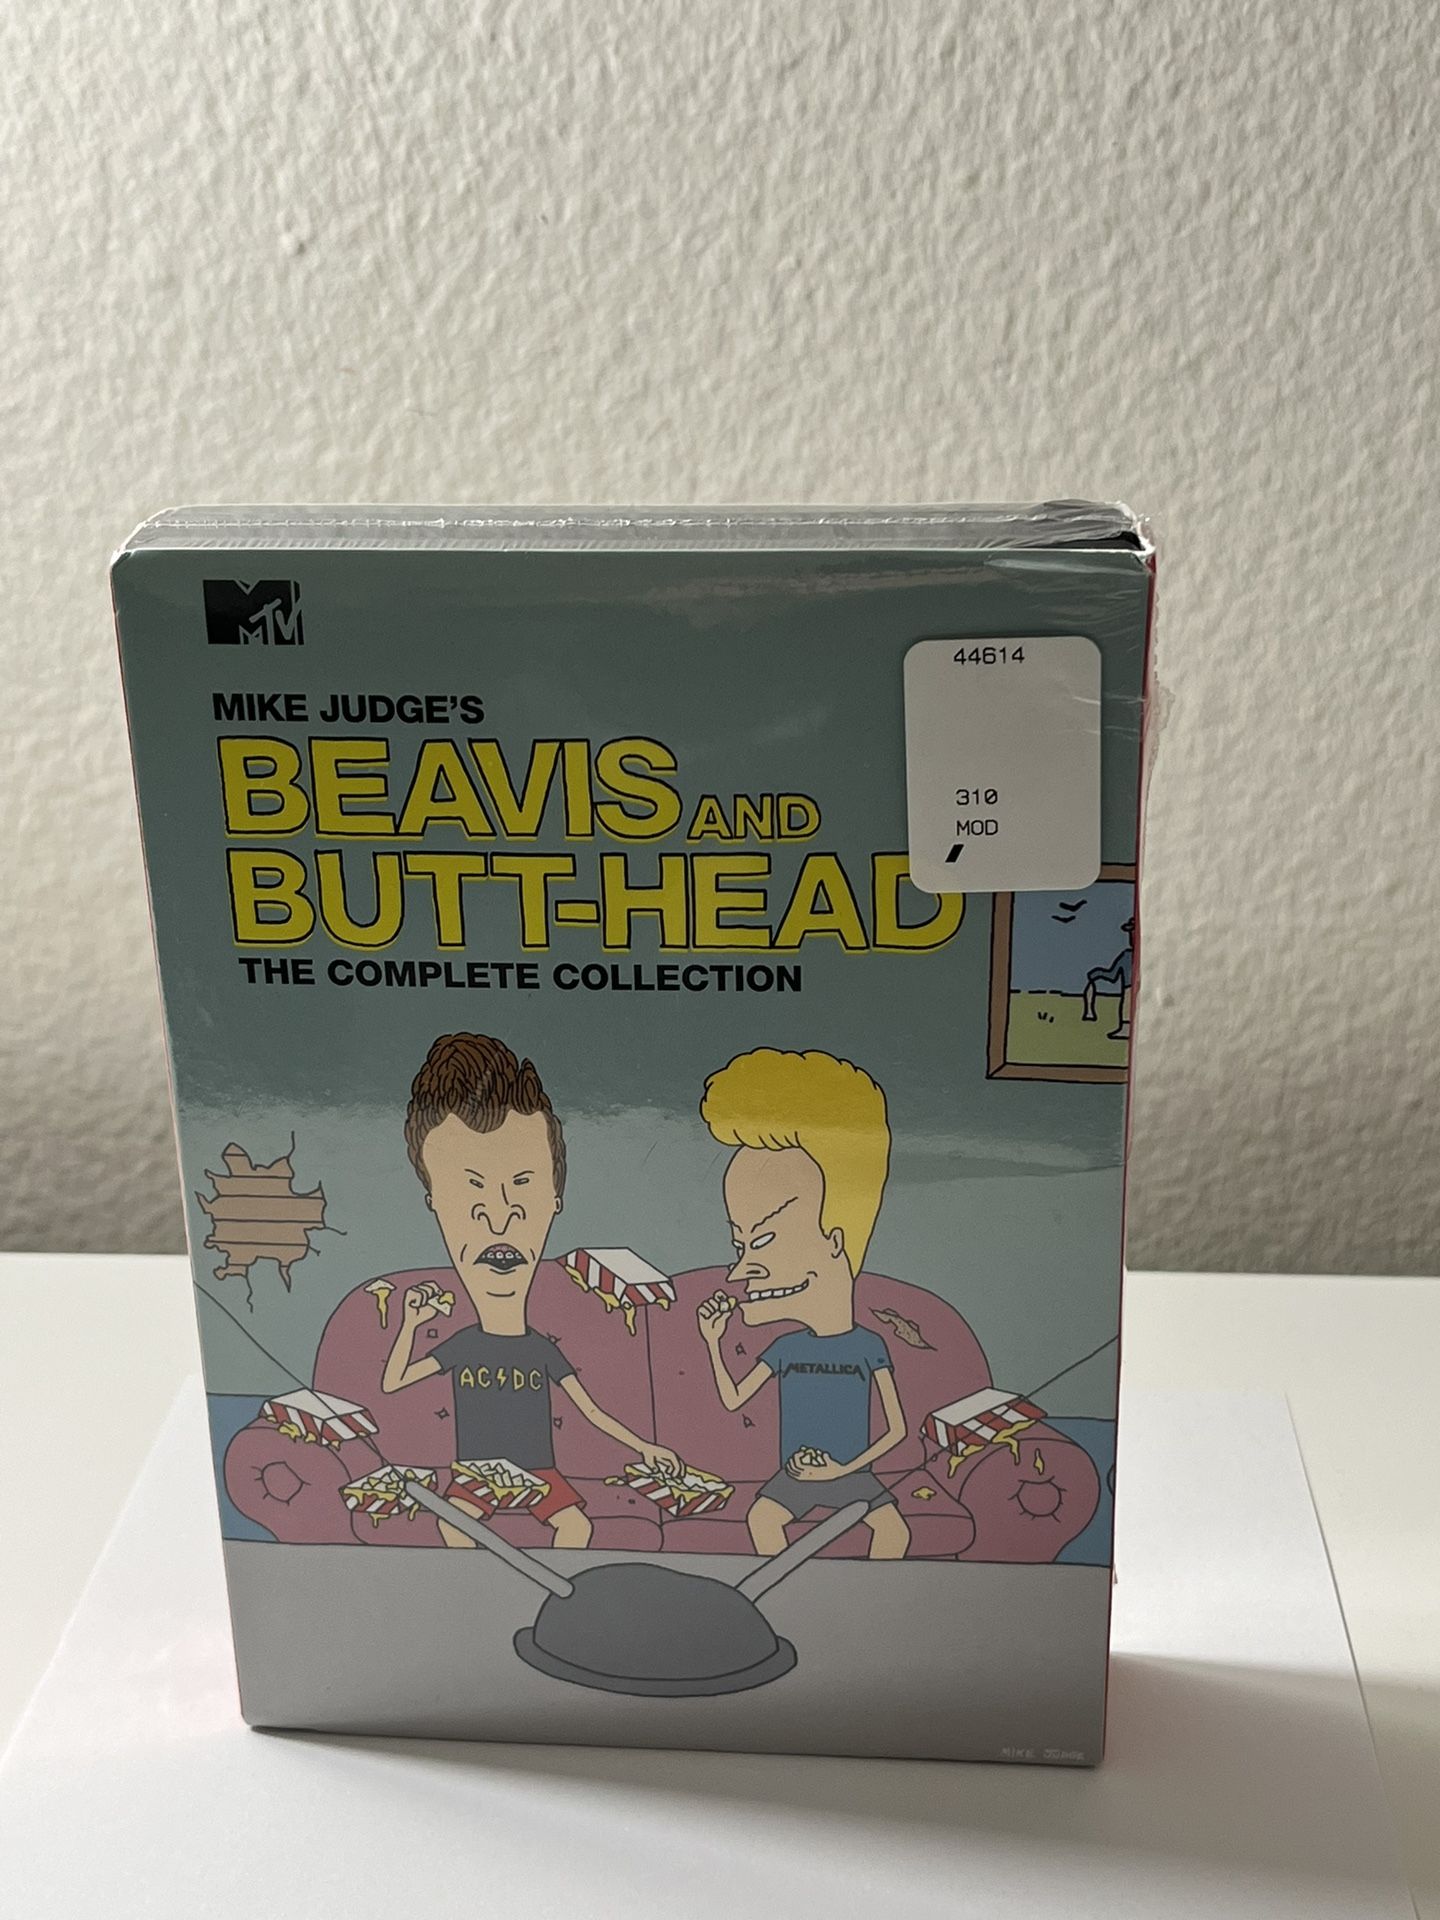 MTV
44614
MIKE JUDGE'S
BEAVIS AND
310
MOD
BUTT-HEAD
THE COMPLETE COLLECTION
AC DC
METALLICA
MIKE JUDGE